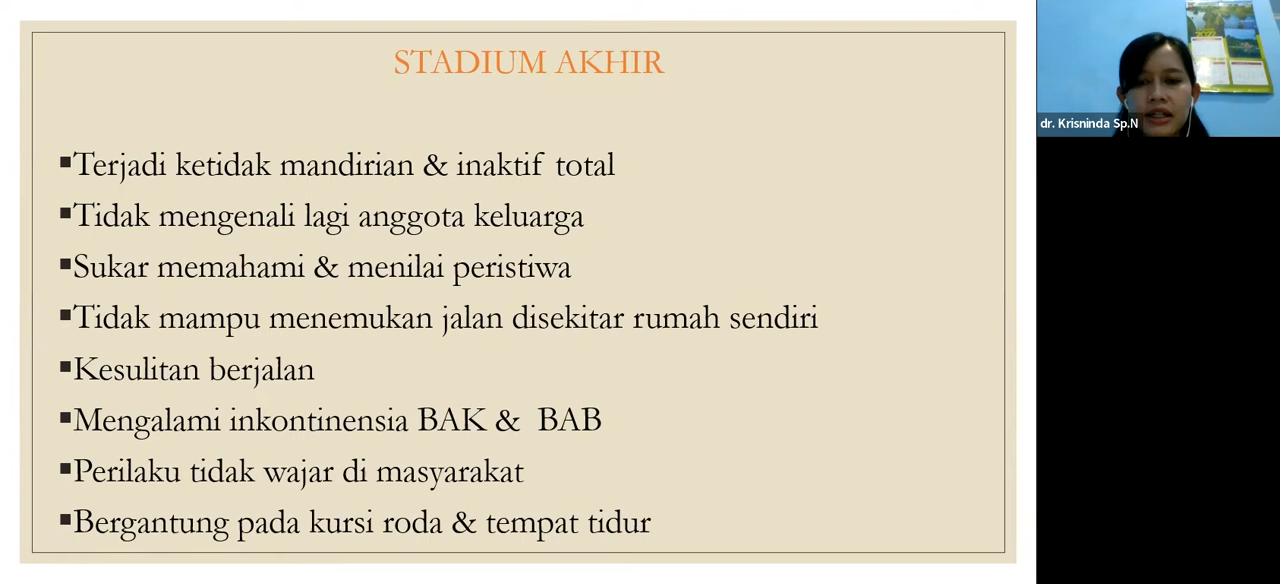 STADIUM AKHIR
▪Terjadi ketidak mandirian & inaktif total
▪Tidak mengenali lagi anggota keluarga
▪Sukar memahami & menilai peristiwa
▪Tidak mampu menemukan jalan disekitar rumah sendiri
▪Kesulitan berjalan
▪Mengalami inkontinensia BAK & BAB
▪Perilaku tidak wajar di masyarakat
▪Bergantung pada kursi roda & tempat tidur
dr. Krisninda Sp.N